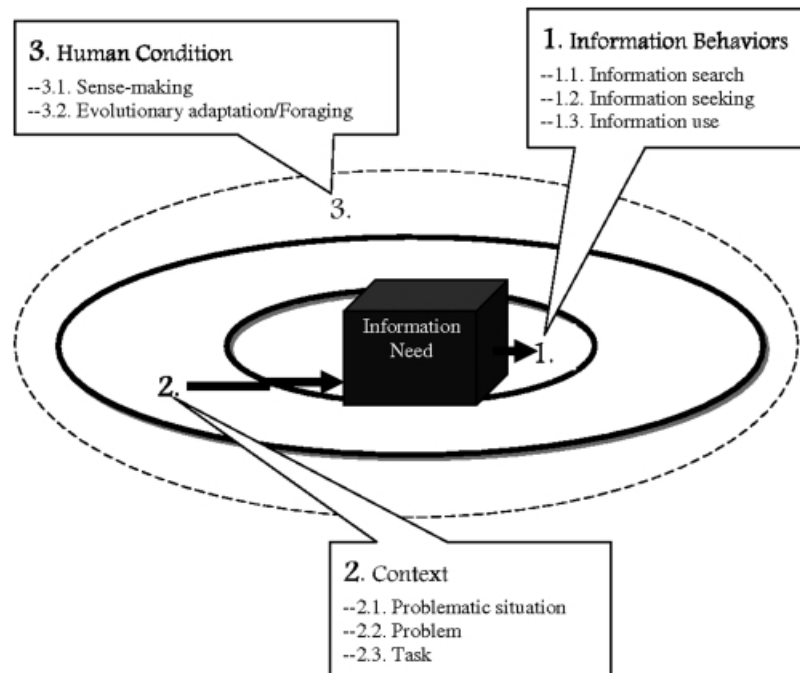 3. Human Condition
--3.1. Sense-making
--3.2. Evolutionary adaptation/Foraging
1. Information Behaviors
--1.1. Information search
--1.2. Information seeking
--1.3. Information use
3.
Information
Need
1.
2.
2. Context
--2.1. Problematic situation
--2.2. Problem
--2.3. Task